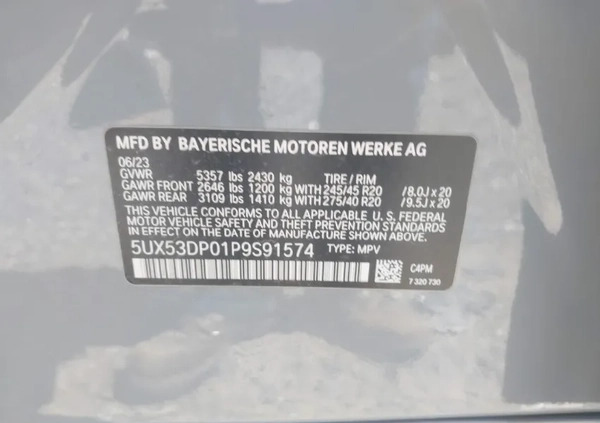 MFD BY BAYERISCHE MOTOREN WERKE AG
06/23
GVWR 5357 lbs 2430 kg TIRE / RIM
GAWR FRONT 2646 lbs 1200 kg WITH 245/45 R20 /8.0J x 20
GAWR REAR 3109 lbs 1410 kg WITH 275/40 R20 /9.5J x 20
THIS VEHICLE CONFORMS TO ALL APPLICABLE U. S. FEDERAL
MOTOR VEHICLE SAFETY AND THEFT PREVENTION STANDARDS
IN EFFECT ON THE DATE OF MANUFACTURE SHOWN ABOVE.
5UX53DP01P9S91574 TYPE: MPV
C4PM
7 320 730